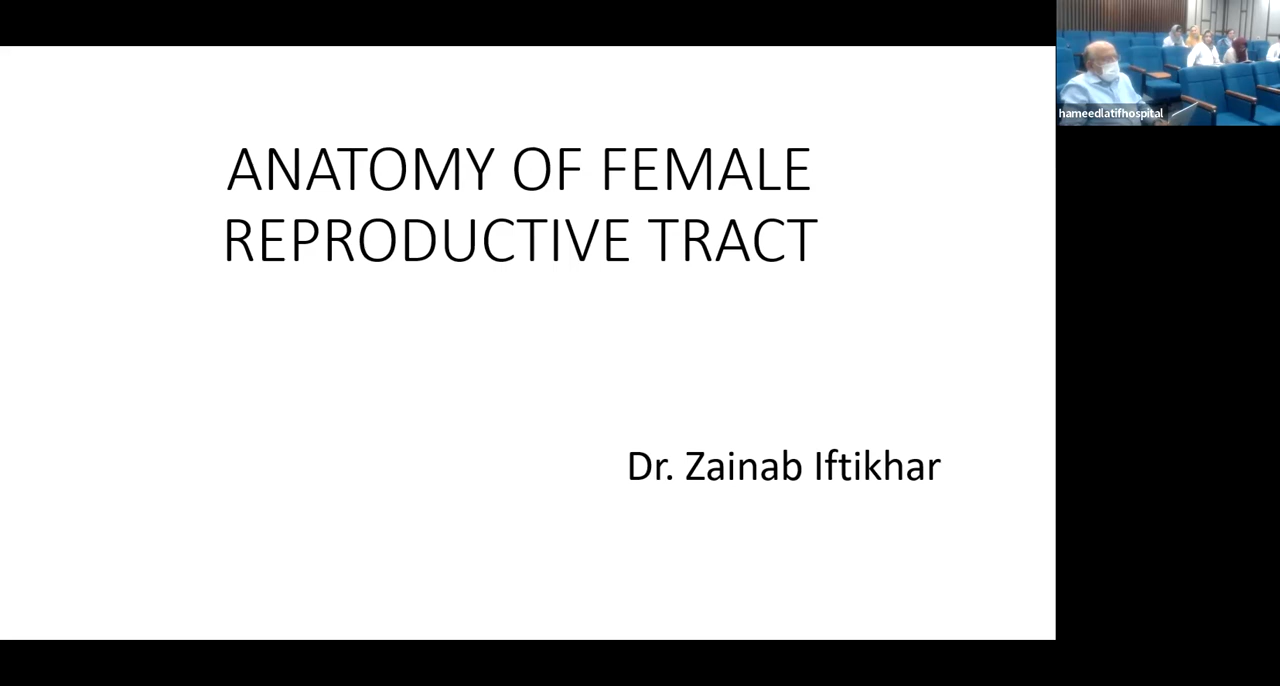 ANATOMY OF FEMALE
REPRODUCTIVE TRACT
Dr. Zainab Iftikhar
hameedlatifhospital